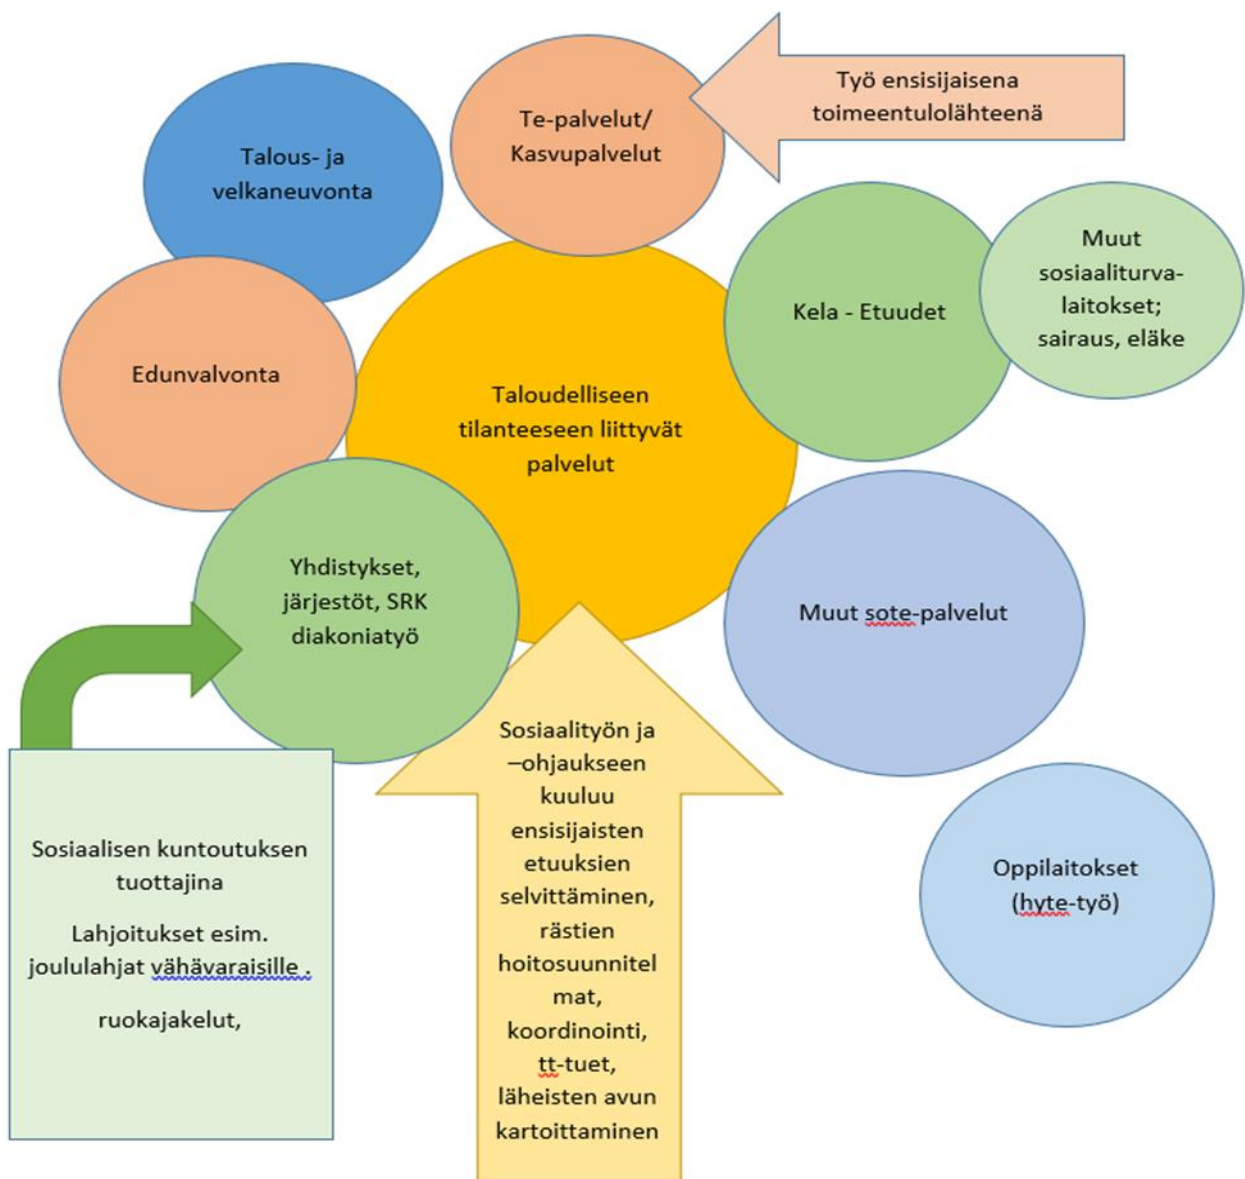 Työ ensisijaisena
toimeentulolähteenä
Te-palvelut/
Kasvupalvelut
Talous- ja
velkaneuvonta
Muut
sosiaaliturva-
laitokset;
sairaus, eläke
Kela - Etuudet
Edunvalvonta
Taloudelliseen
tilanteeseen liittyvät
palvelut
Yhdistykset,
järjestöt, SRK
diakoniatyö
Muut sote-palvelut
Sosiaalityön ja
–ohjaukseen
kuuluu
ensisijaisten
etuuksien
selvittäminen,
rästien
hoitosuunnitel
mat,
koordinointi,
tt-tuet,
läheisten avun
kartoittaminen
Sosiaalisen kuntoutuksen
tuottajina
Lahjoitukset esim.
joululahjat vähävaraisille .
ruokajakelut,
Oppilaitokset
(hyte-työ)